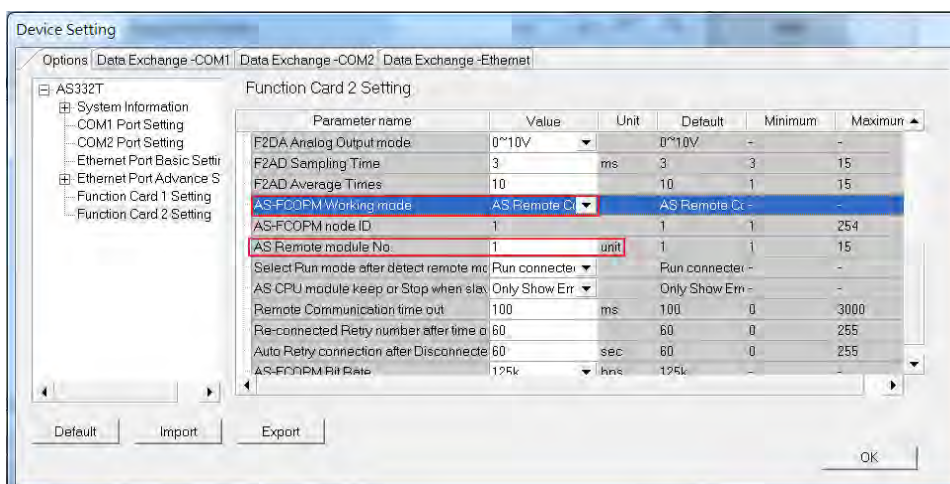 Device Setting
Options Data Exchange -COM1 Data Exchange -COM2 Data Exchange -Ethernet
AS332T
System Information
COM1 Port Setting
COM2 Port Setting
Ethernet Port Basic Settir
Ethernet Port Advance S
Function Card 1 Setting
Function Card 2 Setting
Function Card 2 Setting
Parameter name Value Unit Default Minimum Maximun
F2DA Analog Output mode 0~10V 0~10V - -
F2AD Sampling Time 3 ms 3 3 15
F2AD Average Times 10 10 1 15
AS-FCOPM Working mode AS Remote C AS Remote C - -
AS-FCOPM node ID 1 1 1 254
AS Remote module No. 1 unit 1 1 15
Select Run mode after detect remote mc Run connecte Run connecte - -
AS CPU module keep or Stop when slav Only Show Err Only Show Err - -
Remote Communication time out 100 ms 100 0 3000
Re-connected Retry number after time o 60 60 0 255
Auto Retry connection after Disconnecte 60 sec 60 0 255
AS-FCOPM Bit Rate 125k bps 125k - -
Default Import Export
OK